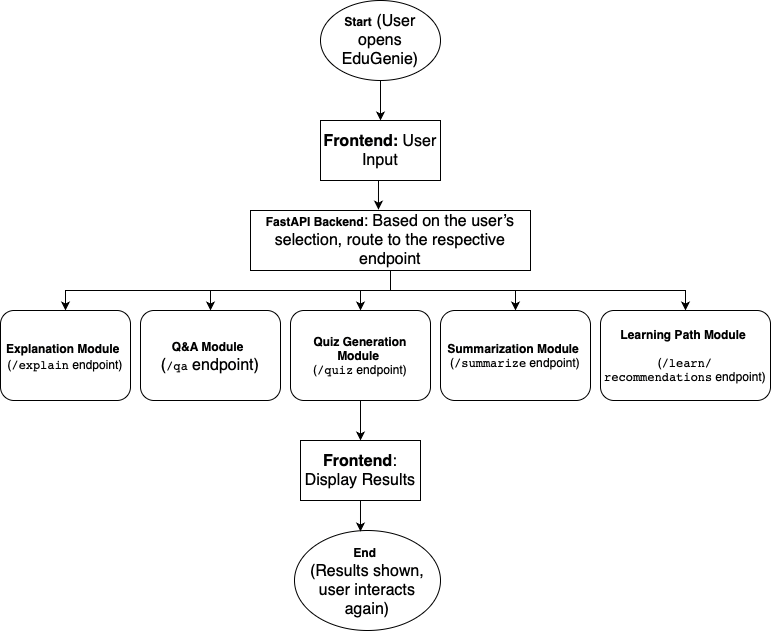 Start (User
opens
EduGenie)
Frontend: User
Input
FastAPI Backend: Based on the user's
selection, route to the respective
endpoint
Explanation Module
(/explain endpoint)
Q&A Module
(/qa endpoint)
Quiz Generation
Module
(/quiz endpoint)
Summarization Module
(/summarize endpoint)
Learning Path Module
(/learn/
recommendations endpoint)
Frontend:
Display Results
End
(Results shown,
user interacts
again)